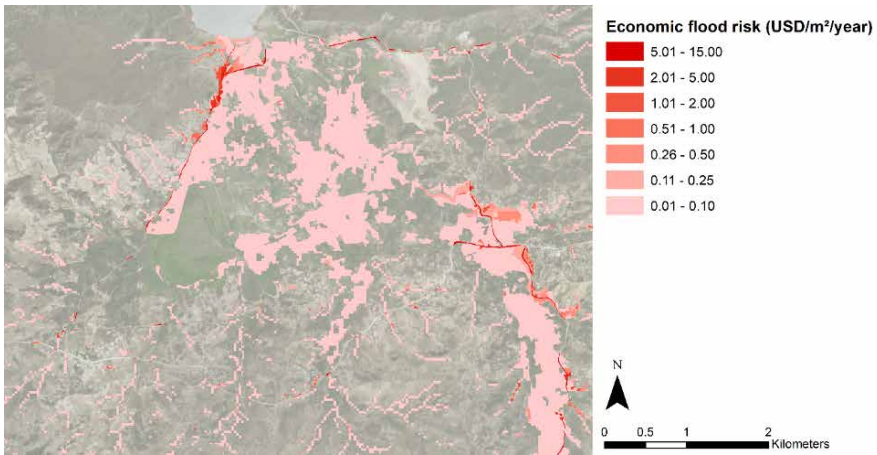 Economic flood risk (USD/m²/year)
5.01 - 15.00
2.01 - 5.00
1.01 - 2.00
0.51 - 1.00
0.26 - 0.50
0.11 - 0.25
0.01 - 0.10
N
0 0.5 1 2
Kilometers